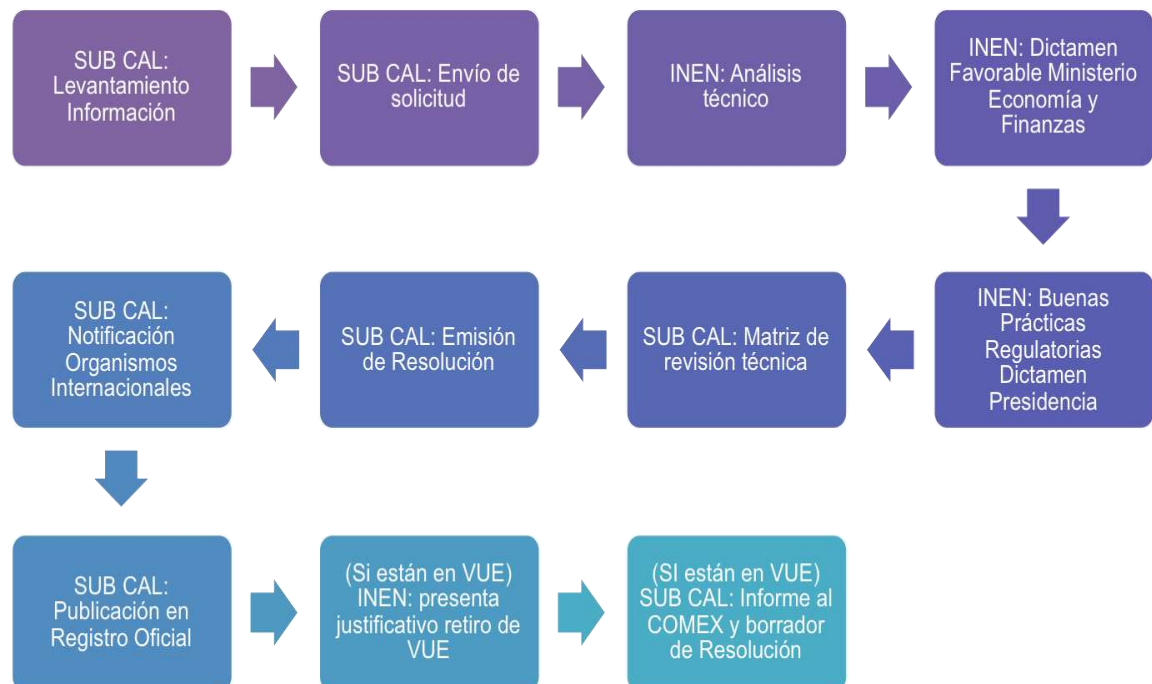 SUB CAL:
Levantamiento
Información
SUB CAL: Envío de
solicitud
INEN: Análisis
técnico
INEN: Dictamen
Favorable Ministerio
Economía y
Finanzas
INEN: Buenas
Prácticas
Regulatorias
Dictamen
Presidencia
SUB CAL: Matriz de
revisión técnica
SUB CAL: Emisión
de Resolución
SUB CAL:
Notificación
Organismos
Internacionales
SUB CAL:
Publicación en
Registro Oficial
(Si están en VUE)
INEN: presenta
justificativo retiro de
VUE
(SI están en VUE)
SUB CAL: Informe al
COMEX y borrador
de Resolución